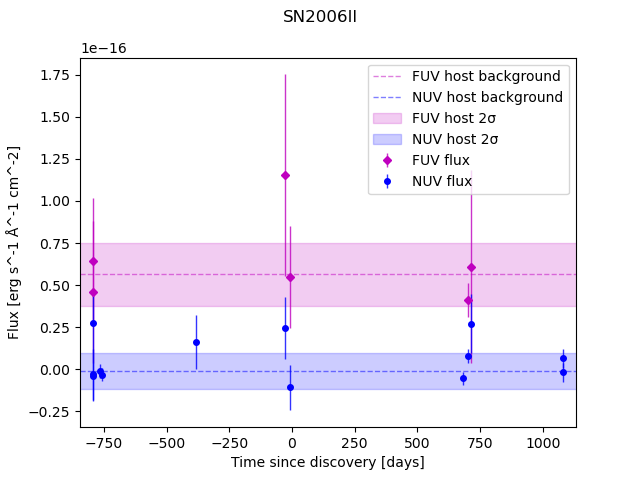 SN2006Il
1e−16
FUV host background
NUV host background
FUV host 2σ
NUV host 2σ
FUV flux
NUV flux
1.75
1.50
1.25
1.00
0.75
0.50
0.25
0.00
−0.25
Flux [erg s^-1 Å^-1 cm^-2]
−750
−500
−250
0
250
500
750
1000
Time since discovery [days]